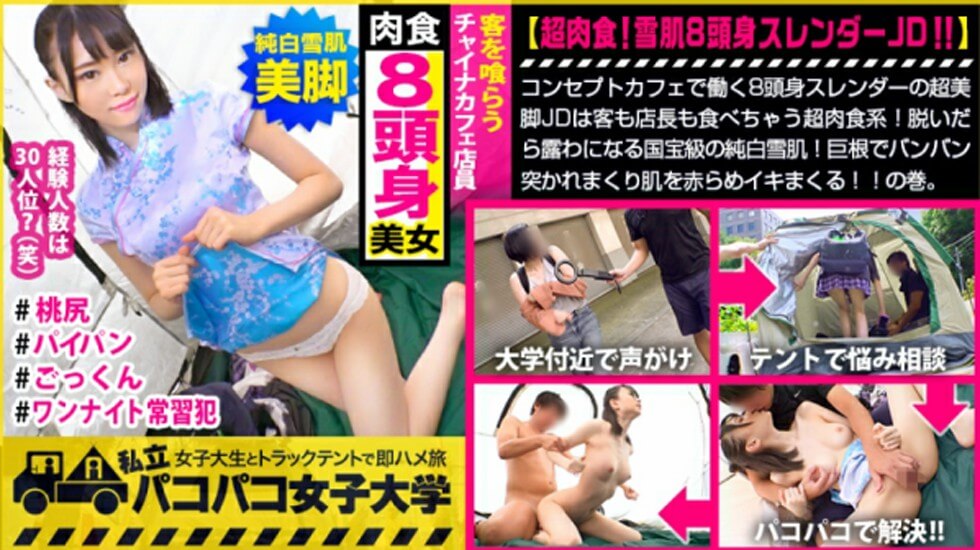 純白雪肌
美脚
経験人数は
30人位?(笑)
#桃尻
#パイパン
#ごっくん
#ワンナイト常習犯
客を喰らう
チャイナカフェ店員
肉食
8頭身
美女
【超肉食!雪肌8頭身スレンダーJD!!】
コンセプトカフェで働く8頭身スレンダーの超美
脚JDは客も店長も食べちゃう超肉食系!脱いだ
ら露わになる国宝級の純白雪肌!巨根でバンバン
突かれまくり肌を赤らめイキまくる!!の巻。
大学付近で声がけ
テントで悩み相談
パコパコで解決!!
私立
女子大生とトラックテントで即ハメ旅
パコパコ女子大学